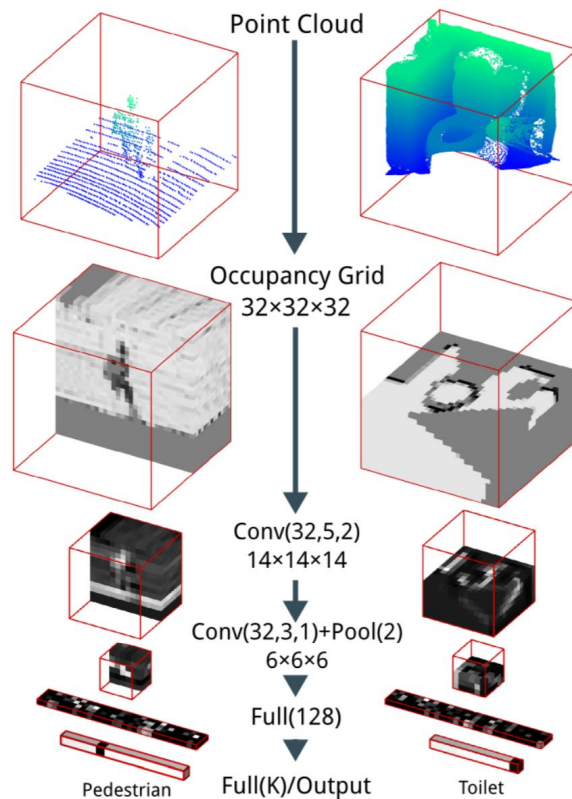 Point Cloud
Occupancy Grid
32×32×32
Conv(32,5,2)
14×14×14
Conv(32,3,1)+Pool(2)
6×6×6
Full(128)
Pedestrian
Full(K)/Output
Toilet